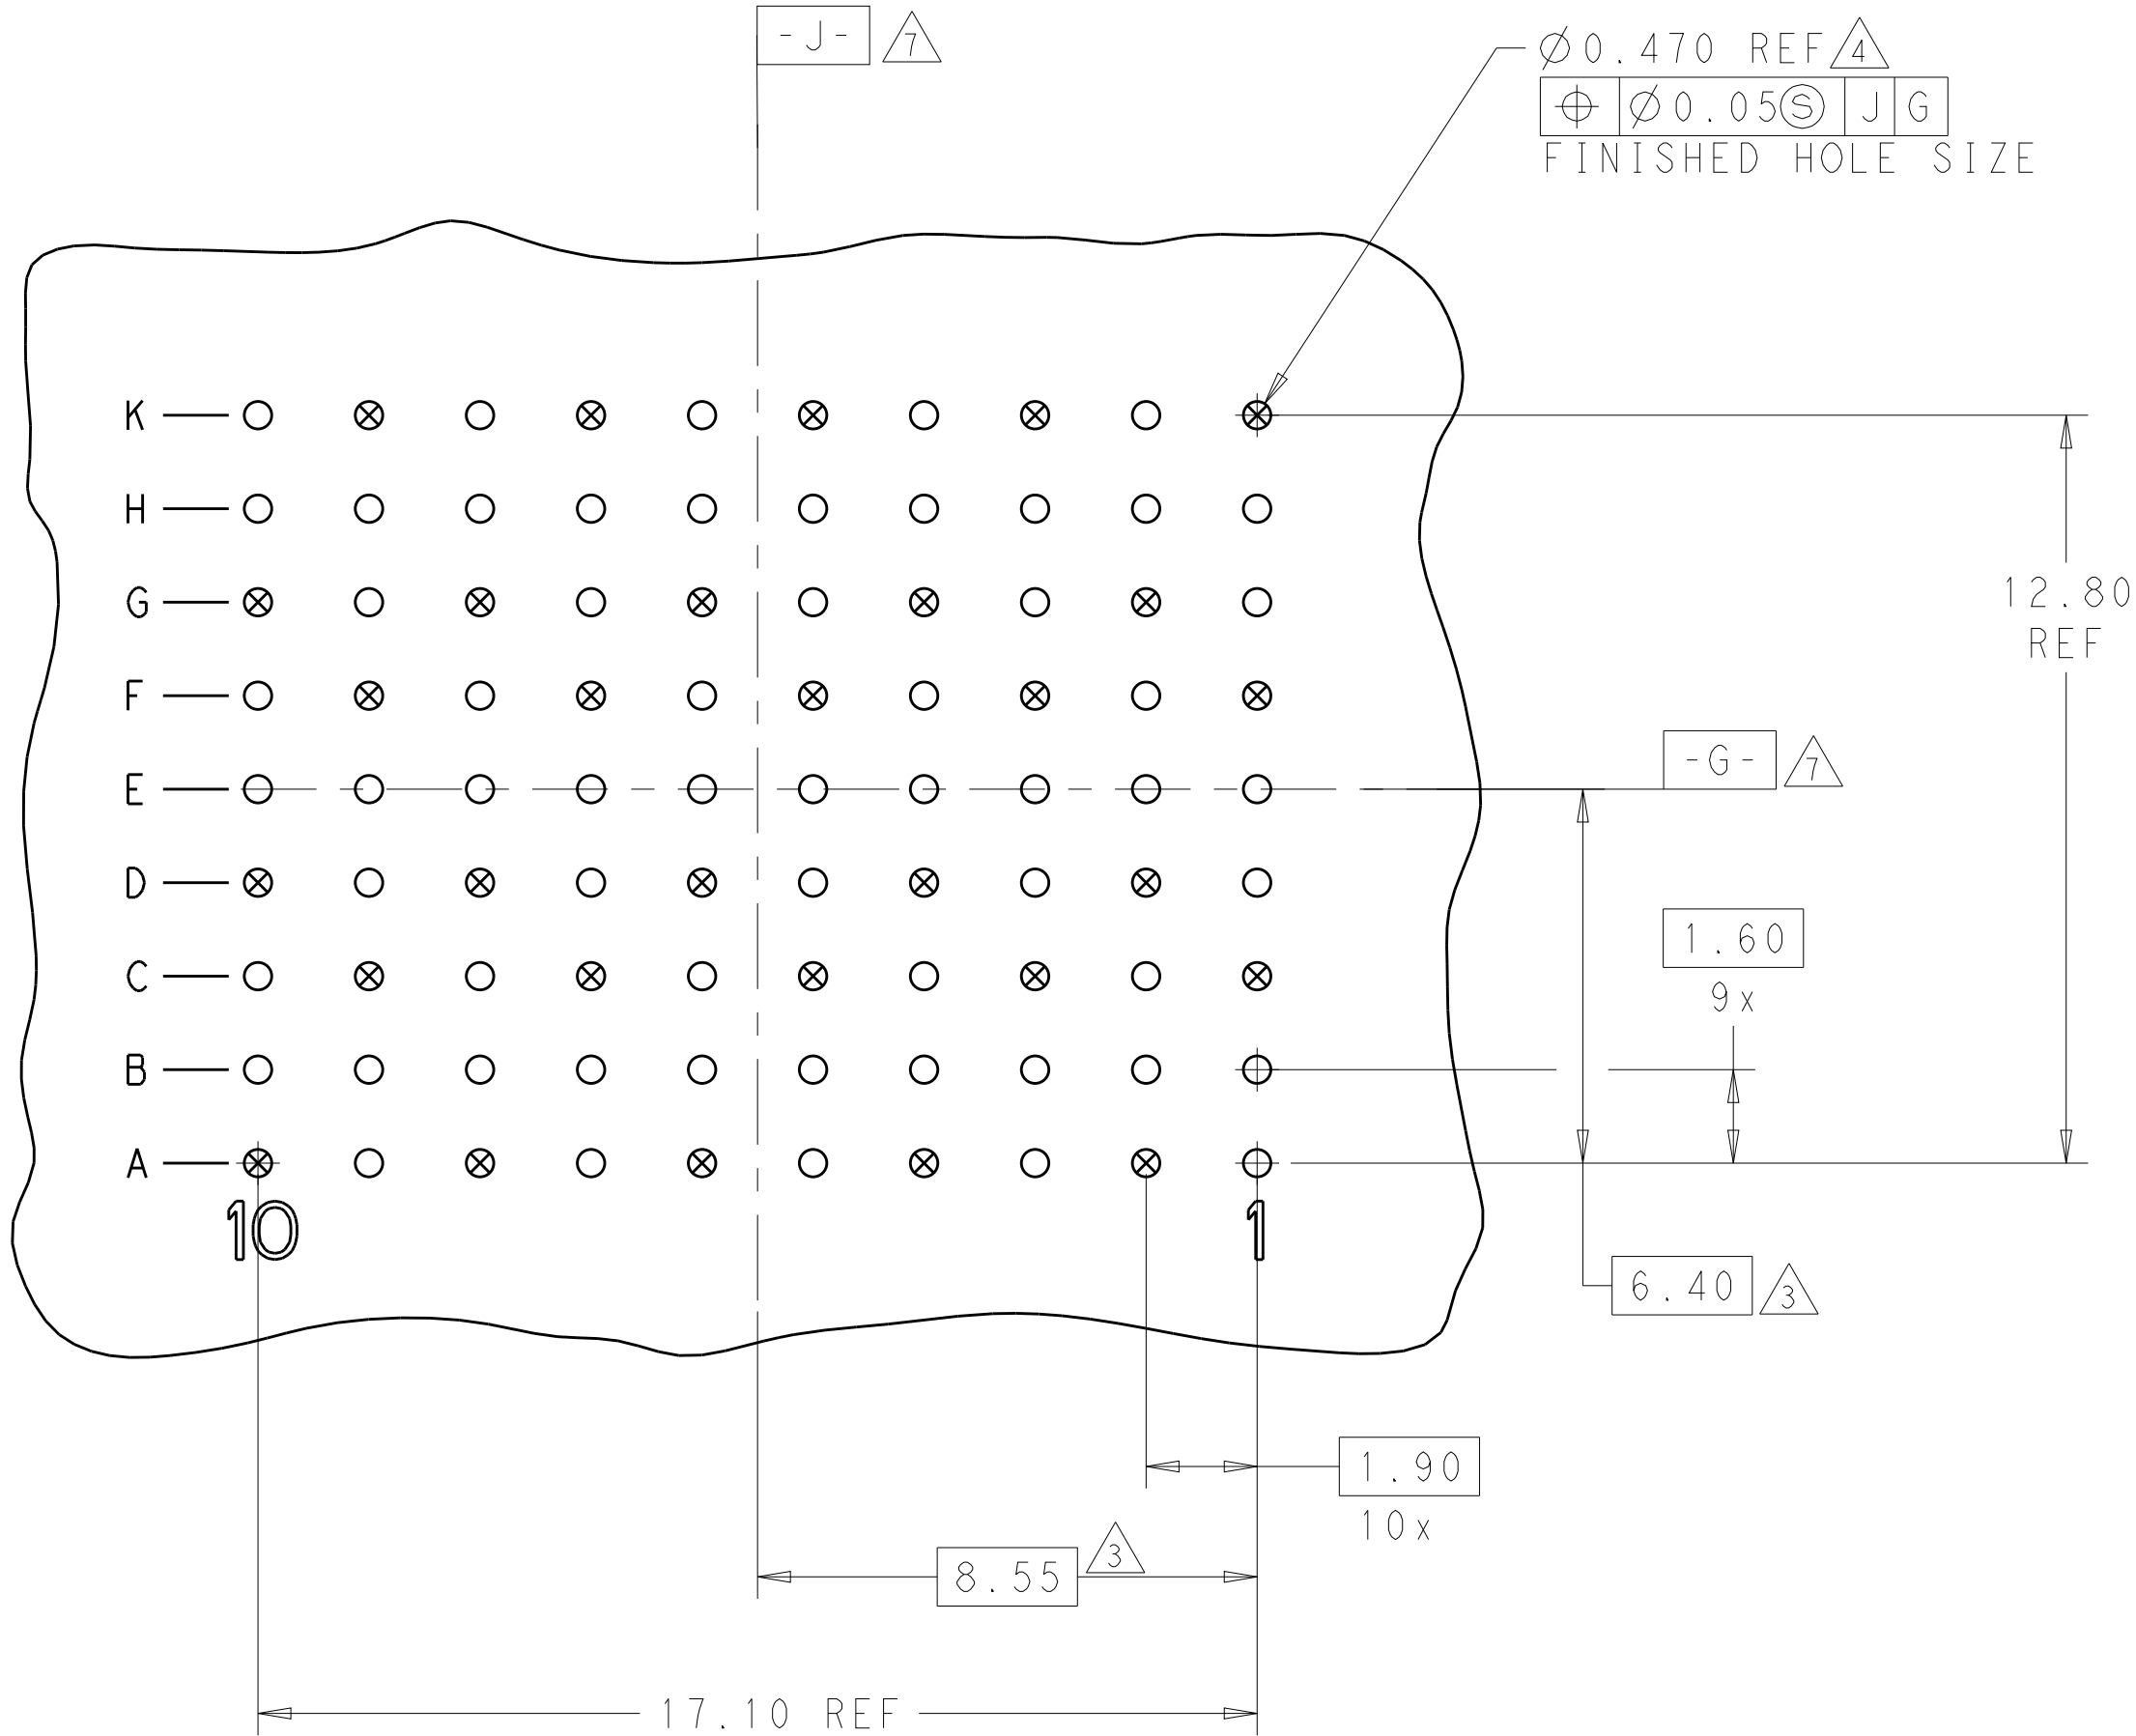 -J- 7
Ø0.470 REF 4
⌖ Ø0.05Ⓢ J G
FINISHED HOLE SIZE
K
H
G
F
E
D
C
B
A
10
1
12.80
REF
-G- 7
1.60
9x
6.40 3
1.90
10x
8.55 3
17.10 REF